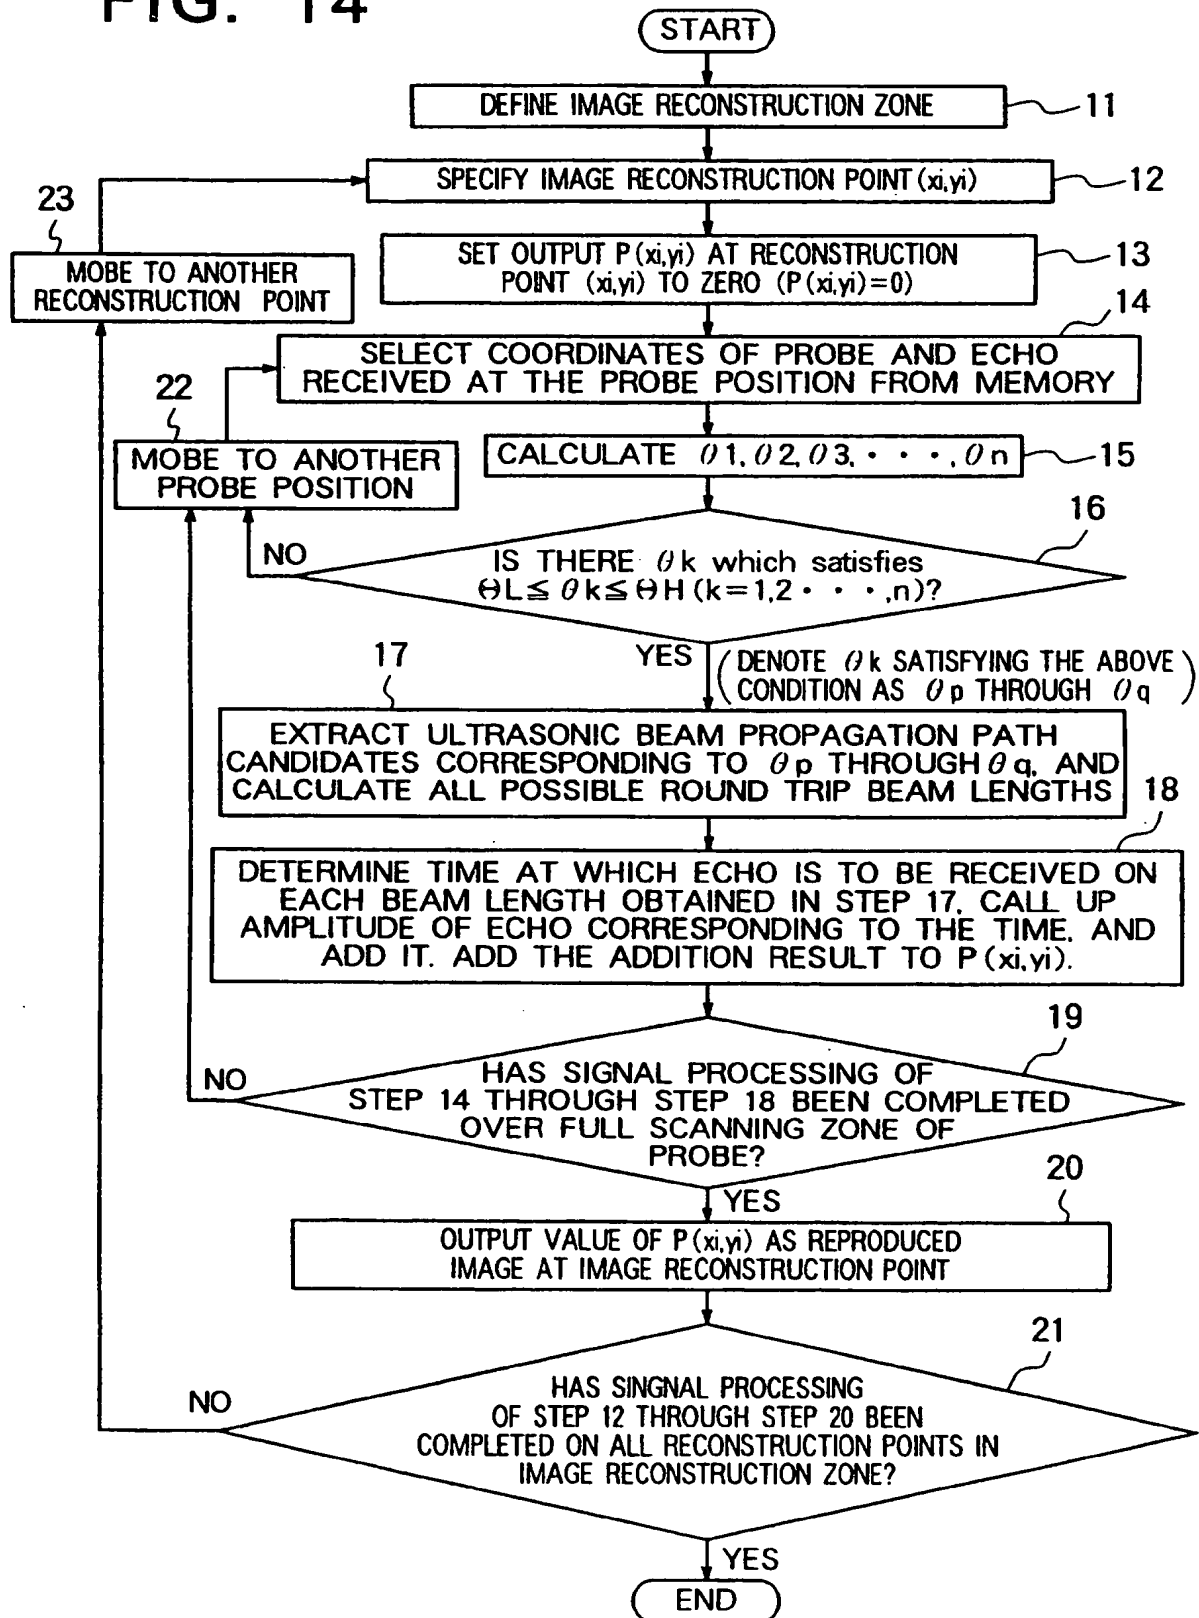 FIG. 14
START
DEFINE IMAGE RECONSTRUCTION ZONE
11
SPECIFY IMAGE RECONSTRUCTION POINT (xi,yi)
12
23
MOBE TO ANOTHER
RECONSTRUCTION POINT
SET OUTPUT P(xi,yi) AT RECONSTRUCTION
POINT (xi,yi) TO ZERO (P(xi,yi)=0)
13
14
SELECT COORDINATES OF PROBE AND ECHO
RECEIVED AT THE PROBE POSITION FROM MEMORY
22
MOBE TO ANOTHER
PROBE POSITION
CALCULATE θ1, θ2, θ3, · · · , θn
15
16
NO
IS THERE θk which satisfies
ΘL≦ θk≦ΘH (k=1,2 · · · ,n)?
17
YES
(DENOTE θk SATISFYING THE ABOVE
CONDITION AS θp THROUGH θq)
EXTRACT ULTRASONIC BEAM PROPAGATION PATH
CANDIDATES CORRESPONDING TO θp THROUGH θq, AND
CALCULATE ALL POSSIBLE ROUND TRIP BEAM LENGTHS
18
DETERMINE TIME AT WHICH ECHO IS TO BE RECEIVED ON
EACH BEAM LENGTH OBTAINED IN STEP 17, CALL UP
AMPLITUDE OF ECHO CORRESPONDING TO THE TIME, AND
ADD IT. ADD THE ADDITION RESULT TO P(xi,yi).
19
NO
HAS SIGNAL PROCESSING OF
STEP 14 THROUGH STEP 18 BEEN COMPLETED
OVER FULL SCANNING ZONE OF
PROBE?
YES
20
OUTPUT VALUE OF P(xi,yi) AS REPRODUCED
IMAGE AT IMAGE RECONSTRUCTION POINT
21
NO
HAS SINGNAL PROCESSING
OF STEP 12 THROUGH STEP 20 BEEN
COMPLETED ON ALL RECONSTRUCTION POINTS IN
IMAGE RECONSTRUCTION ZONE?
YES
END